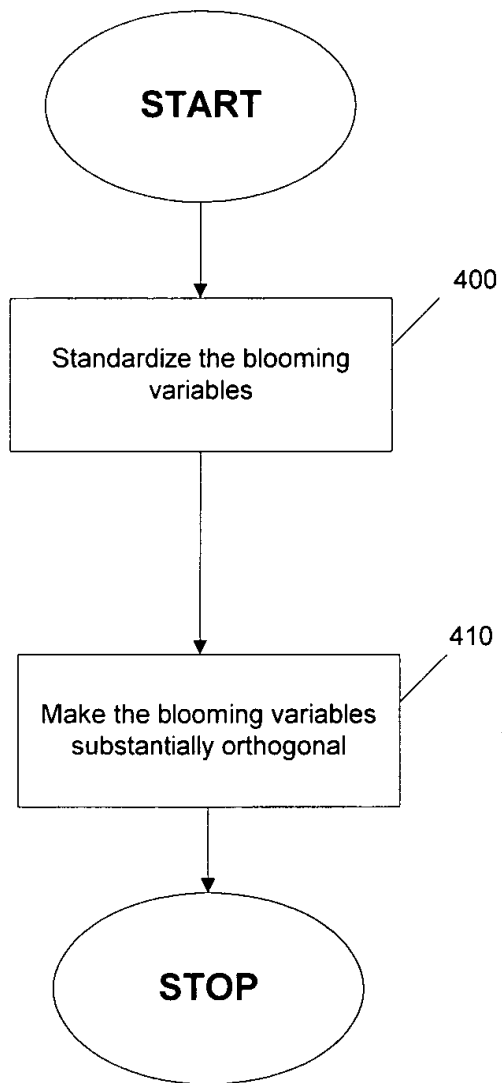 START
400
Standardize the blooming
variables
410
Make the blooming variables
substantially orthogonal
STOP